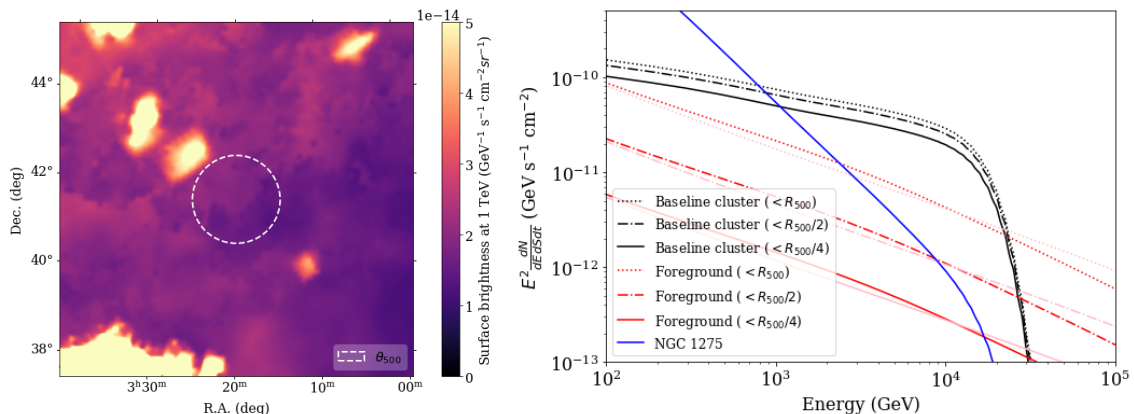 1e−14
44°
42°
40°
38°
Dec. (deg)
3ʰ30ᵐ 20ᵐ 10ᵐ 00ᵐ
R.A. (deg)
θ₅₀₀
5
4
3
2
1
0
Surface brightness at 1 TeV (GeV⁻¹ s⁻¹ cm⁻²sr⁻¹)
10⁻¹⁰
10⁻¹¹
10⁻¹²
10⁻¹³
E² dN/dEdSdt (GeV s⁻¹ cm⁻²)
Baseline cluster (< R₅₀₀)
Baseline cluster (< R₅₀₀/2)
Baseline cluster (< R₅₀₀/4)
Foreground (< R₅₀₀)
Foreground (< R₅₀₀/2)
Foreground (< R₅₀₀/4)
NGC 1275
10² 10³ 10⁴ 10⁵
Energy (GeV)